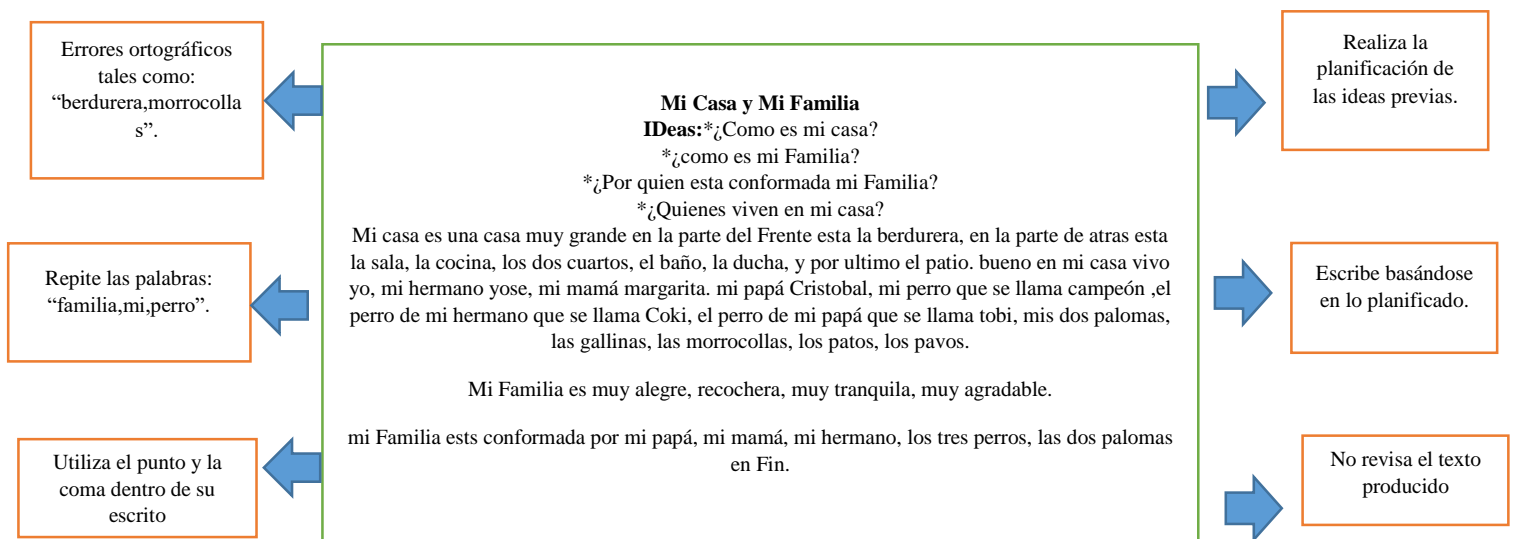 Errores ortográficos
tales como:
“berdurera,morrocolla
s”.
Repite las palabras:
“familia,mi,perro”.
Utiliza el punto y la
coma dentro de su
escrito
Mi Casa y Mi Familia
IDeas:*¿Como es mi casa?
*¿como es mi Familia?
*¿Por quien esta conformada mi Familia?
*¿Quienes viven en mi casa?
Mi casa es una casa muy grande en la parte del Frente esta la berdurera, en la parte de atras esta
la sala, la cocina, los dos cuartos, el baño, la ducha, y por ultimo el patio. bueno en mi casa vivo
yo, mi hermano yose, mi mamá margarita. mi papá Cristobal, mi perro que se llama campeón ,el
perro de mi hermano que se llama Coki, el perro de mi papá que se llama tobi, mis dos palomas,
las gallinas, las morrocollas, los patos, los pavos.
Mi Familia es muy alegre, recochera, muy tranquila, muy agradable.
mi Familia ests conformada por mi papá, mi mamá, mi hermano, los tres perros, las dos palomas
en Fin.
Realiza la
planificación de
las ideas previas.
Escribe basándose
en lo planificado.
No revisa el texto
producido